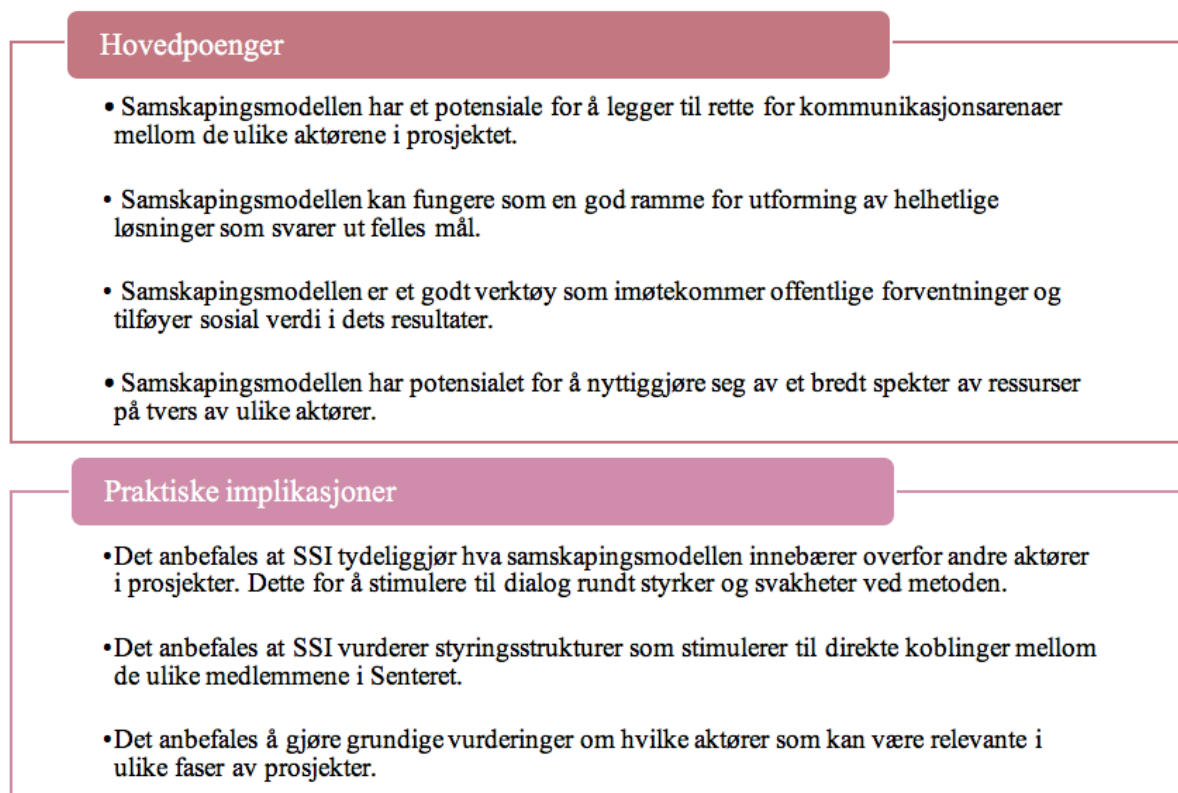 Hovedpoenger
• Samskapingsmodellen har et potensiale for å legger til rette for kommunikasjonsarenaer
mellom de ulike aktørene i prosjektet.
• Samskapingsmodellen kan fungere som en god ramme for utforming av helhetlige
løsninger som svarer ut felles mål.
• Samskapingsmodellen er et godt verktøy som imøtekommer offentlige forventninger og
tilføyer sosial verdi i dets resultater.
• Samskapingsmodellen har potensialet for å nyttiggjøre seg av et bredt spekter av ressurser
på tvers av ulike aktører.
Praktiske implikasjoner
•Det anbefales at SSI tydeliggjør hva samskapingsmodellen innebærer overfor andre aktører
i prosjekter. Dette for å stimulere til dialog rundt styrker og svakheter ved metoden.
•Det anbefales at SSI vurderer styringsstrukturer som stimulerer til direkte koblinger mellom
de ulike medlemmene i Senteret.
•Det anbefales å gjøre grundige vurderinger om hvilke aktører som kan være relevante i
ulike faser av prosjekter.